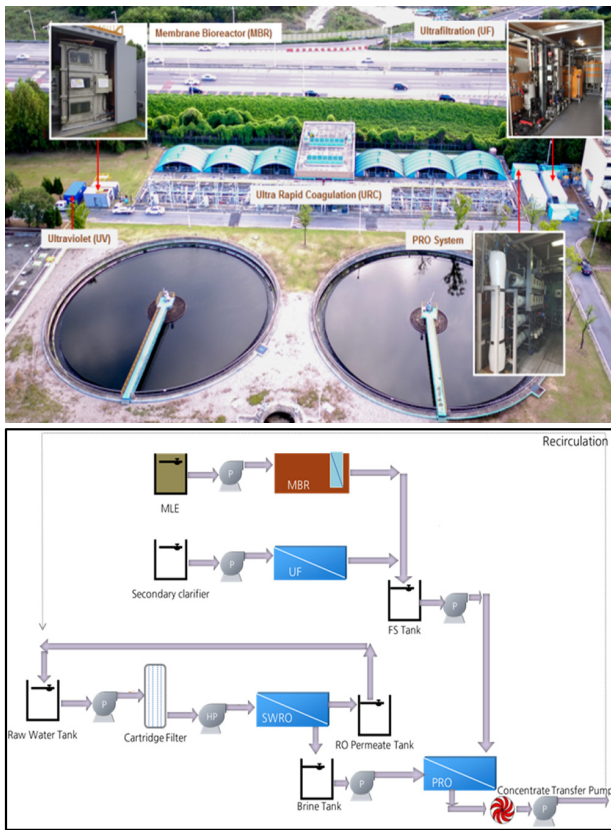 Membrane Bioreactor (MBR)
Ultrafiltration (UF)
Ultra Rapid Coagulation (URC)
Ultraviolet (UV)
PRO System
Recirculation
P
MBR
MLE
P
UF
Secondary clarifier
P
FS Tank
P
Raw Water Tank
Cartridge Filter
HP
SWRO
RO Permeate Tank
Brine Tank
P
PRO
Concentrate Transfer Pump
P